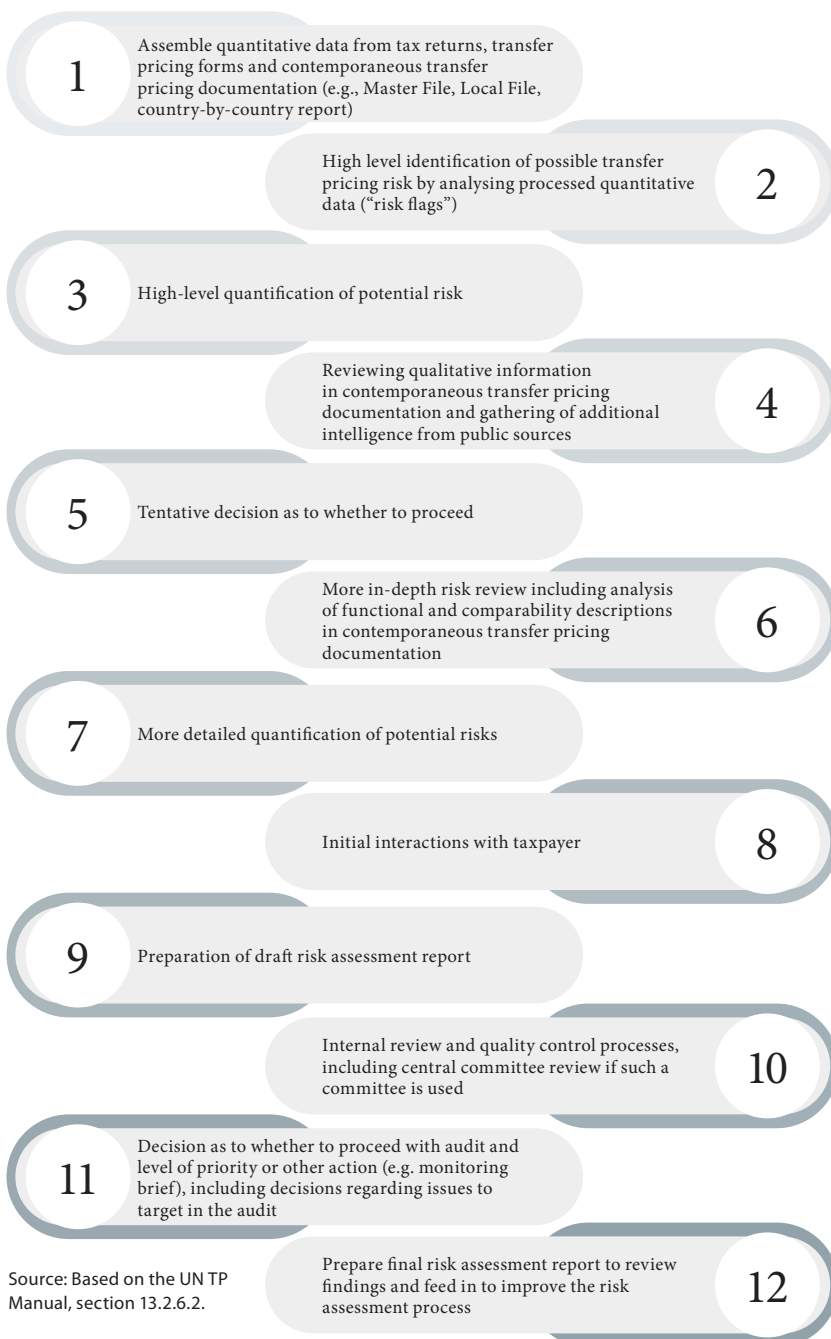 1
Assemble quantitative data from tax returns, transfer
pricing forms and contemporaneous transfer
pricing documentation (e.g., Master File, Local File,
country-by-country report)
High level identification of possible transfer
pricing risk by analysing processed quantitative
data (“risk flags”)
2
3
High-level quantification of potential risk
Reviewing qualitative information
in contemporaneous transfer pricing
documentation and gathering of additional
intelligence from public sources
4
5
Tentative decision as to whether to proceed
More in-depth risk review including analysis
of functional and comparability descriptions
in contemporaneous transfer pricing
documentation
6
7
More detailed quantification of potential risks
Initial interactions with taxpayer
8
9
Preparation of draft risk assessment report
Internal review and quality control processes,
including central committee review if such a
committee is used
10
11
Decision as to whether to proceed with audit and
level of priority or other action (e.g. monitoring
brief), including decisions regarding issues to
target in the audit
Prepare final risk assessment report to review
findings and feed in to improve the risk
assessment process
12
Source: Based on the UN TP
Manual, section 13.2.6.2.